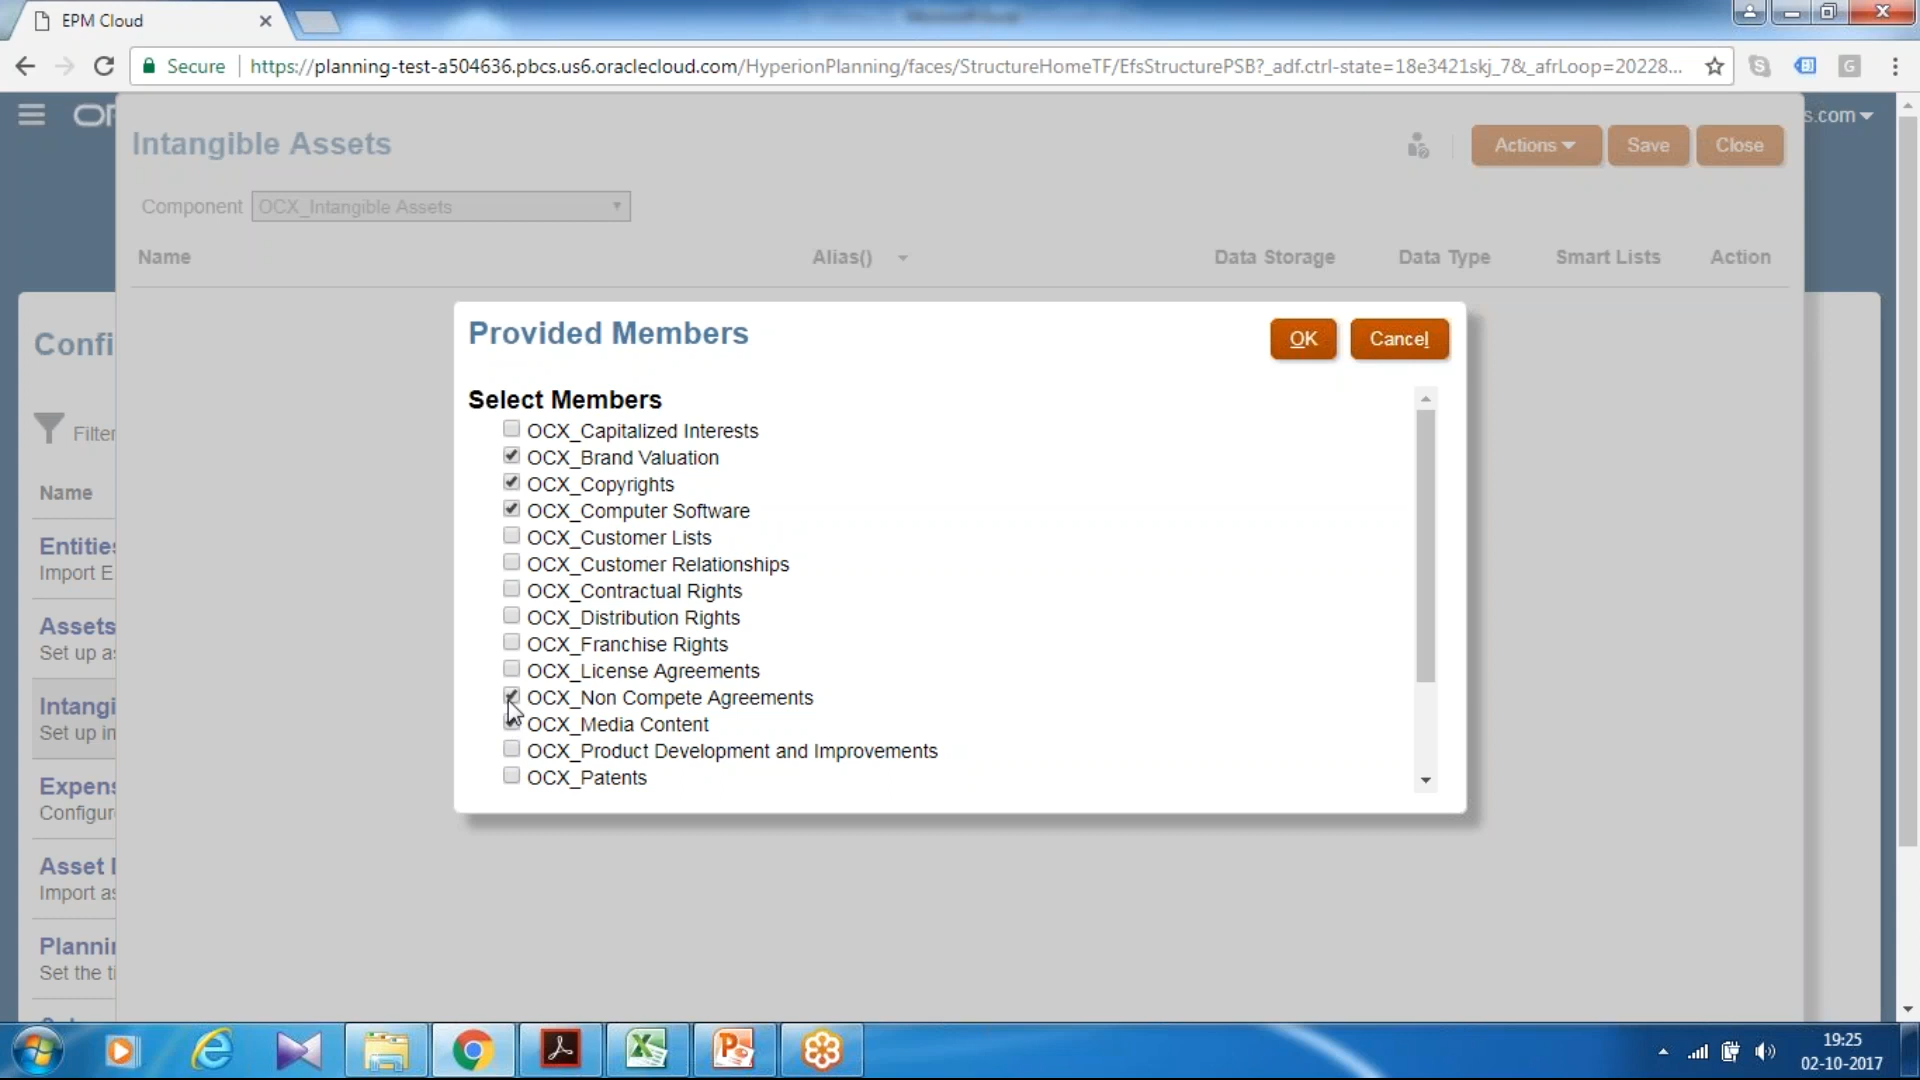 EPM Cloud
Secure https://planning-test-a504636.pbcs.us6.oraclecloud.com/HyperionPlanning/faces/StructureHomeTF/EfsStructurePSB?_adf.ctrl-state=18e3421skj_7&_afrLoop=20228...
OR
s.com
Intangible Assets
Actions
Save
Close
Component OCX_Intangible Assets
Name Alias() Data Storage Data Type Smart Lists Action
Provided Members
OK
Cancel
Select Members
OCX_Capitalized Interests
OCX_Brand Valuation
OCX_Copyrights
OCX_Computer Software
OCX_Customer Lists
OCX_Customer Relationships
OCX_Contractual Rights
OCX_Distribution Rights
OCX_Franchise Rights
OCX_License Agreements
OCX_Non Compete Agreements
OCX_Media Content
OCX_Product Development and Improvements
OCX_Patents
Confi
Filter
Name
Entities
Import E
Assets
Set up as
Intangi
Set up in
Expens
Configur
Asset I
Import as
Planni
Set the ti
19:25
02-10-2017